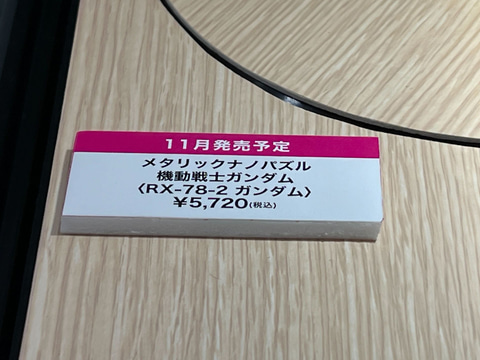 11月発売予定
メタリックナノパズル
機動戦士ガンダム
〈RX-78-2 ガンダム〉
¥5,720(税込)